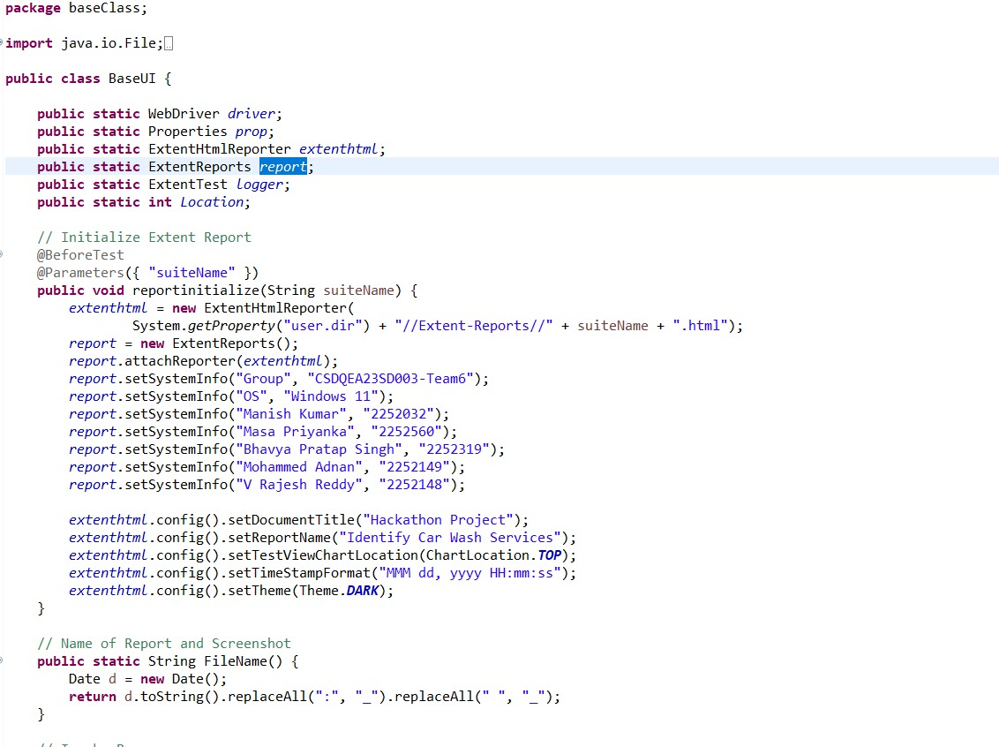 package baseClass;
import java.io.File;
public class BaseUI {
public static WebDriver driver;
public static Properties prop;
public static ExtentHtmlReporter extenthtml;
public static ExtentReports report;
public static ExtentTest logger;
public static int Location;
// Initialize Extent Report
@BeforeTest
@Parameters({ "suiteName" })
public void reportinitialize(String suiteName) {
extenthtml = new ExtentHtmlReporter(
System.getProperty("user.dir") + "//Extent-Reports//" + suiteName + ".html");
report = new ExtentReports();
report.attachReporter(extenthtml);
report.setSystemInfo("Group", "CSDQEA23SD003-Team6");
report.setSystemInfo("OS", "Windows 11");
report.setSystemInfo("Manish Kumar", "2252032");
report.setSystemInfo("Masa Priyanka", "2252560");
report.setSystemInfo("Bhavya Pratap Singh", "2252319");
report.setSystemInfo("Mohammed Adnan", "2252149");
report.setSystemInfo("V Rajesh Reddy", "2252148");
extenthtml.config().setDocumentTitle("Hackathon Project");
extenthtml.config().setReportName("Identify Car Wash Services");
extenthtml.config().setTestViewChartLocation(ChartLocation.TOP);
extenthtml.config().setTimeStampFormat("MMM dd, yyyy HH:mm:ss");
extenthtml.config().setTheme(Theme.DARK);
}
// Name of Report and Screenshot
public static String FileName() {
Date d = new Date();
return d.toString().replaceAll(":", "_").replaceAll(" ", "_");
}